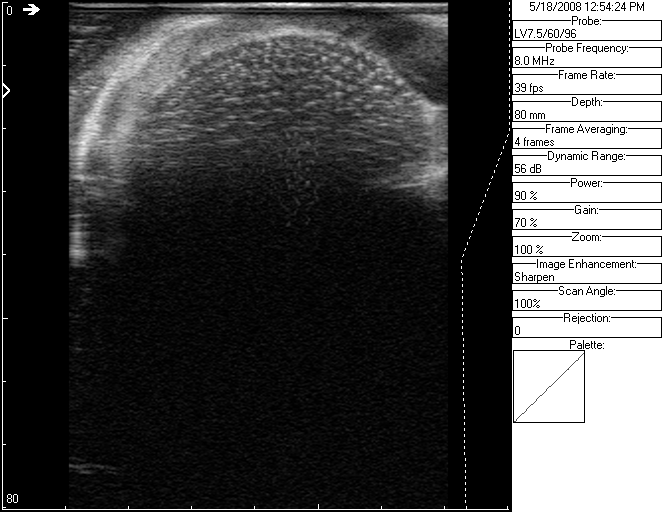 0
80
5/18/2008 12:54:24 PM
Probe:
LV7.5/60/96
Probe Frequency:
8.0 MHz
Frame Rate:
39 fps
Depth:
80 mm
Frame Averaging:
4 frames
Dynamic Range:
56 dB
Power:
90 %
Gain:
70 %
Zoom:
100 %
Image Enhancement:
Sharpen
Scan Angle:
100%
Rejection:
0
Palette: